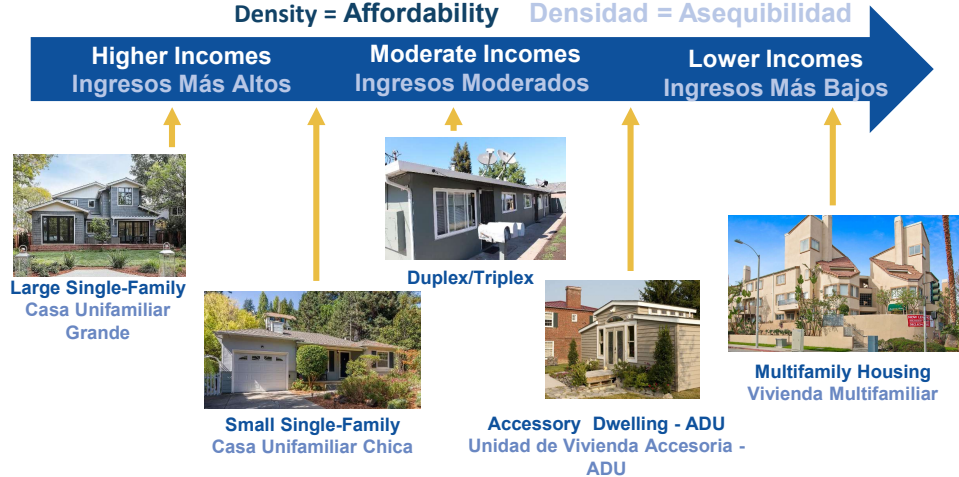 Density = Affordability Densidad = Asequibilidad
Higher Incomes
Ingresos Más Altos
Moderate Incomes
Ingresos Moderados
Lower Incomes
Ingresos Más Bajos
Large Single-Family
Casa Unifamiliar
Grande
Small Single-Family
Casa Unifamiliar Chica
Duplex/Triplex
Accessory Dwelling - ADU
Unidad de Vivienda Accesoria -
ADU
Multifamily Housing
Vivienda Multifamiliar